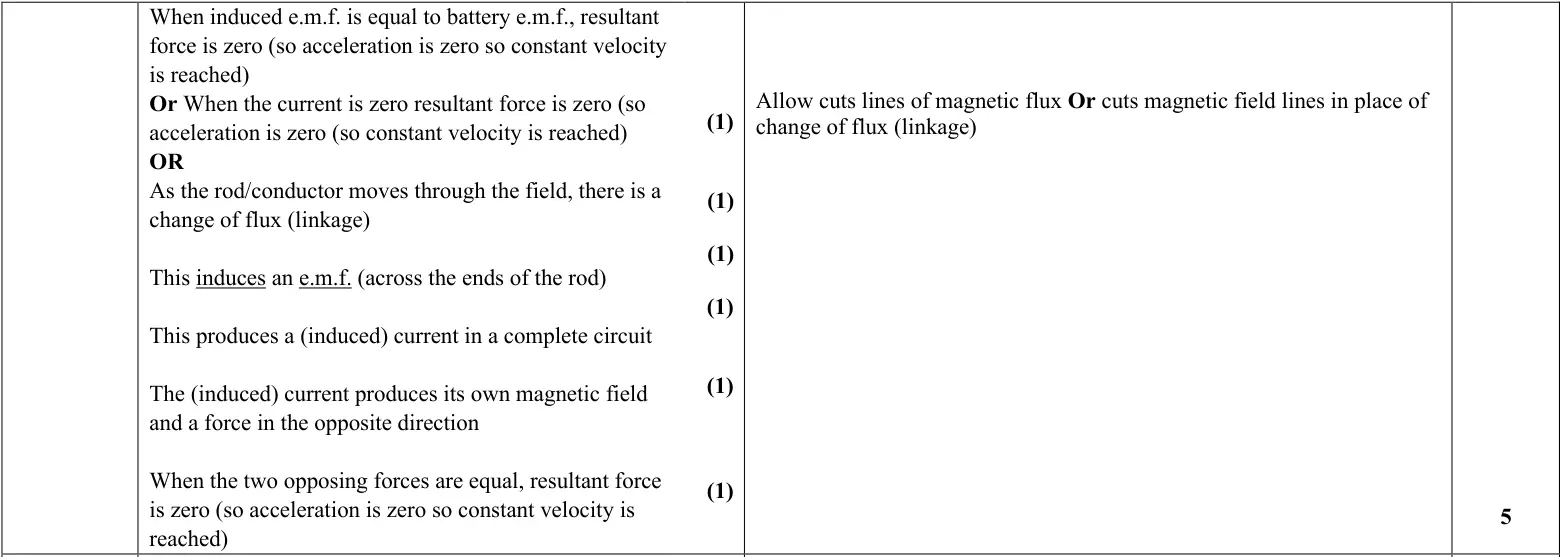 When induced e.m.f. is equal to battery e.m.f., resultant
force is zero (so acceleration is zero so constant velocity
is reached)
Or When the current is zero resultant force is zero (so
acceleration is zero (so constant velocity is reached)
(1)
OR
As the rod/conductor moves through the field, there is a
change of flux (linkage)
(1)
This induces an e.m.f. (across the ends of the rod)
(1)
This produces a (induced) current in a complete circuit
(1)
The (induced) current produces its own magnetic field
and a force in the opposite direction
(1)
When the two opposing forces are equal, resultant force
is zero (so acceleration is zero so constant velocity is
reached)
(1)
Allow cuts lines of magnetic flux Or cuts magnetic field lines in place of
change of flux (linkage)
5